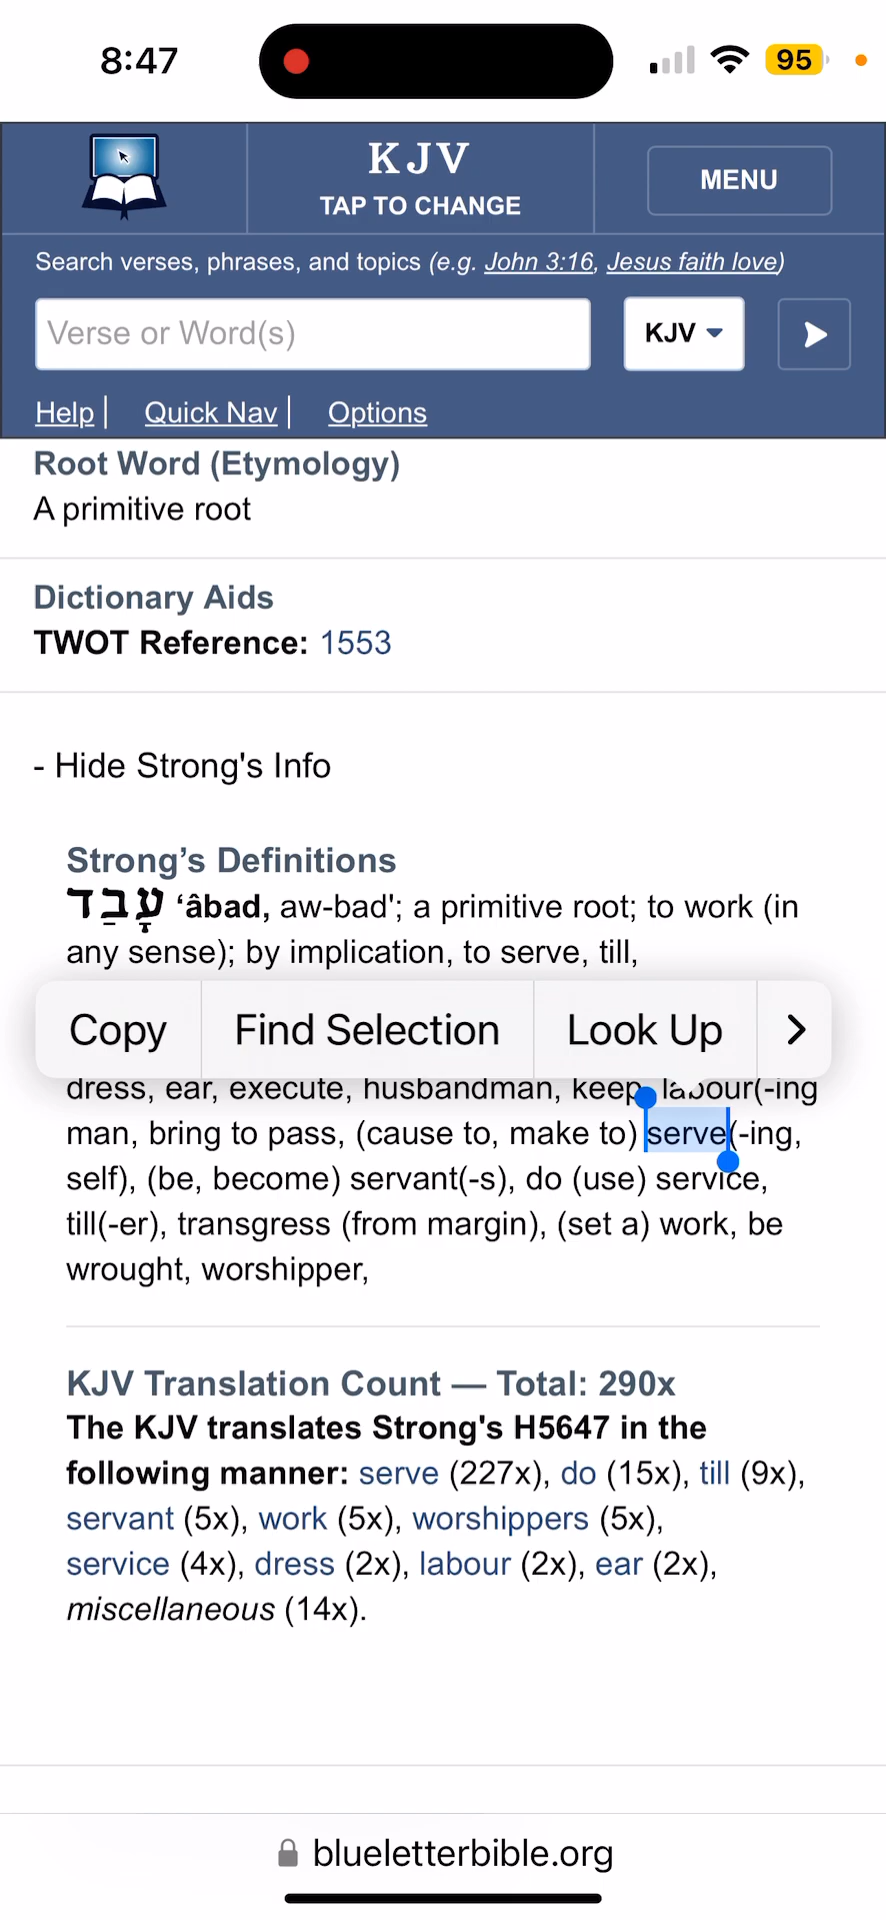 8:47
95
KJV
TAP TO CHANGE
MENU
Search verses, phrases, and topics (e.g. John 3:16, Jesus faith love)
Verse or Word(s)
KJV
Help | Quick Nav | Options
Root Word (Etymology)
A primitive root
Dictionary Aids
TWOT Reference: 1553
- Hide Strong's Info
Strong’s Definitions
עָבַד ʻâbad, aw-bad'; a primitive root; to work (in
any sense); by implication, to serve, till,
Copy Find Selection Look Up
dress, ear, execute, husbandman, keep, labour(-ing
man, bring to pass, (cause to, make to) serve(-ing,
self), (be, become) servant(-s), do (use) service,
till(-er), transgress (from margin), (set a) work, be
wrought, worshipper,
KJV Translation Count — Total: 290x
The KJV translates Strong's H5647 in the
following manner: serve (227x), do (15x), till (9x),
servant (5x), work (5x), worshippers (5x),
service (4x), dress (2x), labour (2x), ear (2x),
miscellaneous (14x).
blueletterbible.org